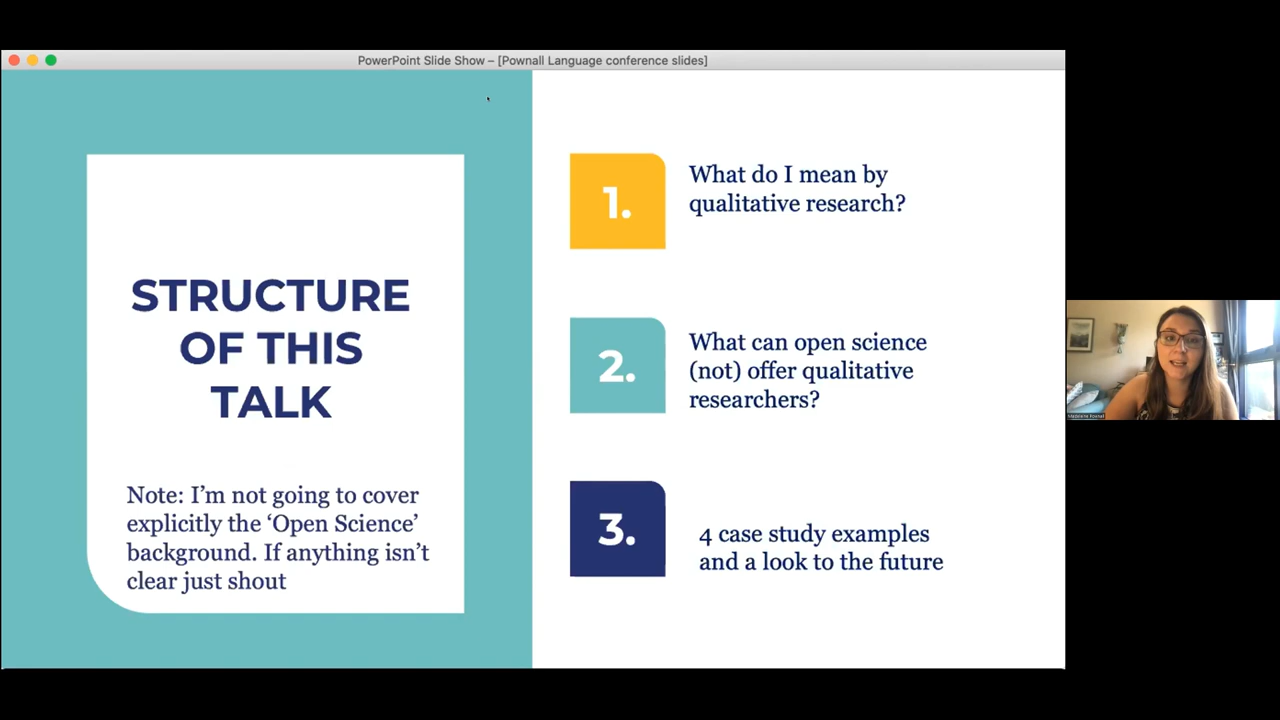 PowerPoint Slide Show – [Pownall Language conference slides]
STRUCTURE
OF THIS
TALK
Note: I’m not going to cover
explicitly the ‘Open Science’
background. If anything isn’t
clear just shout
1.
What do I mean by
qualitative research?
2.
What can open science
(not) offer qualitative
researchers?
3.
4 case study examples
and a look to the future
Madeleine Pownall